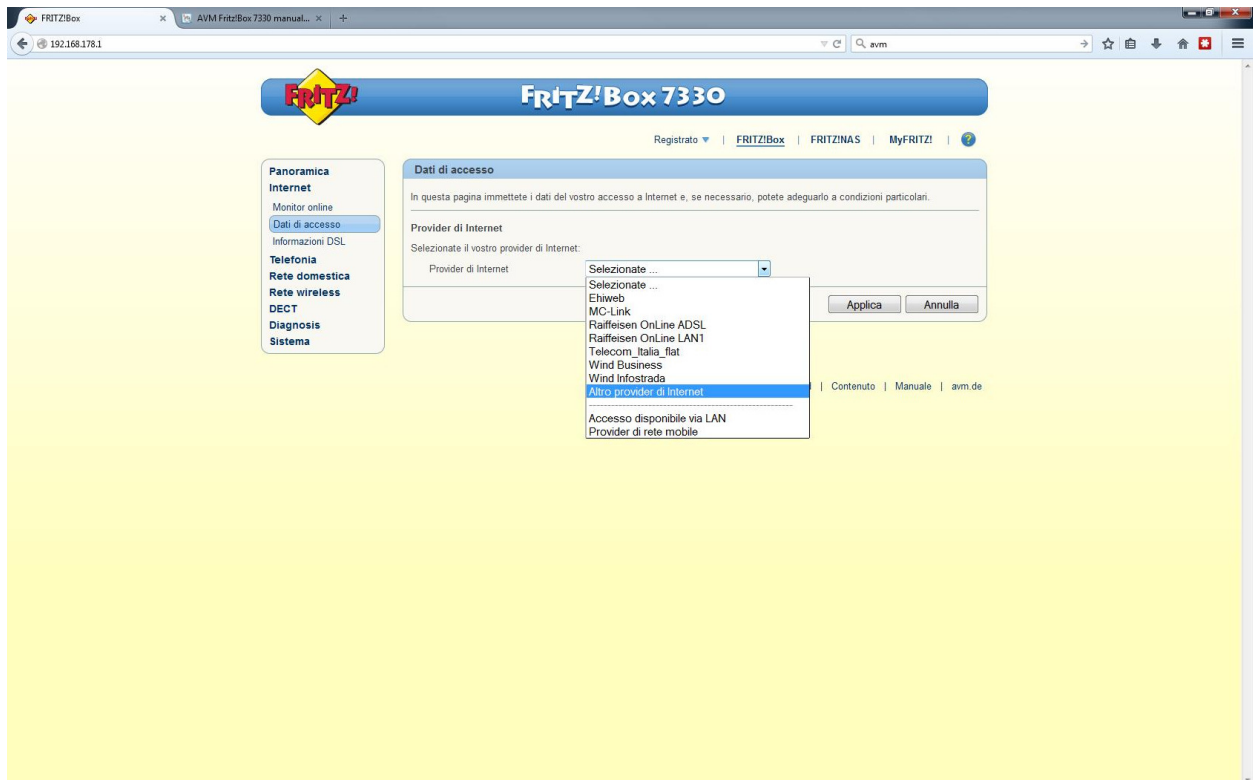 FRITZ!Box
AVM Fritz!Box 7330 manual...
192.168.178.1
avm
FRITZ!
FRITZ!Box 7330
Registrato | FRITZ!Box | FRITZ!NAS | MyFRITZ! | ?
Panoramica
Internet
Monitor online
Dati di accesso
Informazioni DSL
Telefonia
Rete domestica
Rete wireless
DECT
Diagnosis
Sistema
Dati di accesso
In questa pagina immettete i dati del vostro accesso a Internet e, se necessario, potete adeguarlo a condizioni particolari.
Provider di Internet
Selezionate il vostro provider di Internet:
Provider di Internet Selezionate ...
Selezionate ...
Ehiweb
MC-Link
Raiffeisen OnLine ADSL
Raiffeisen OnLine LAN1
Telecom_Italia_flat
Wind Business
Wind Infostrada
Altro provider di Internet
Accesso disponibile via LAN
Provider di rete mobile
Applica Annulla
| Contenuto | Manuale | avm.de